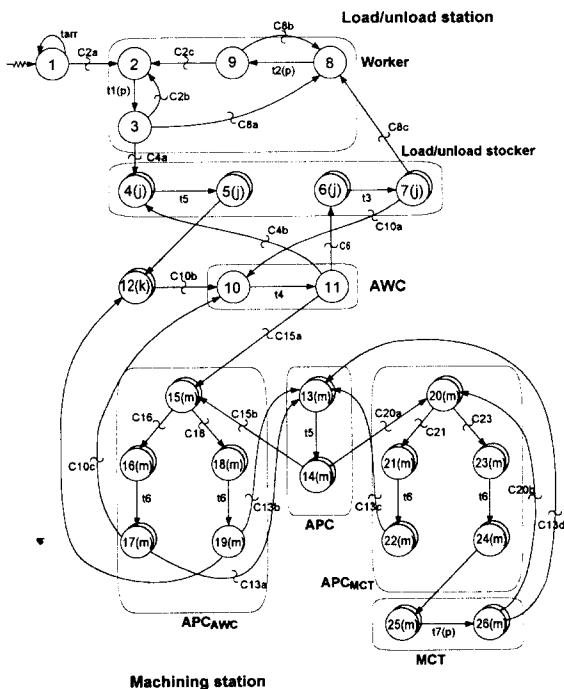 Load/unload station
tarr
C8b
C2a
C2c
Worker
1
2
9
8
t1(p)
t2(p)
C2b
3
C8a
C8c
C4a
Load/unload stocker
4(j)
t5
5(j)
6(j)
t3
7(j)
C4b
C6
C10a
12(k)
C10b
10
t4
11
AWC
C15a
15(m)
13(m)
20(m)
C16
C18
C15b
C20a
C21
C23
t5
C10c
16(m)
18(m)
14(m)
21(m)
23(m)
t6
t6
C13b
APC
C13c
t6
t6
C20b
C13d
17(m)
19(m)
22(m)
24(m)
C13a
APCMCT
APCAWC
25(m)
t7(p)
26(m)
MCT
Machining station